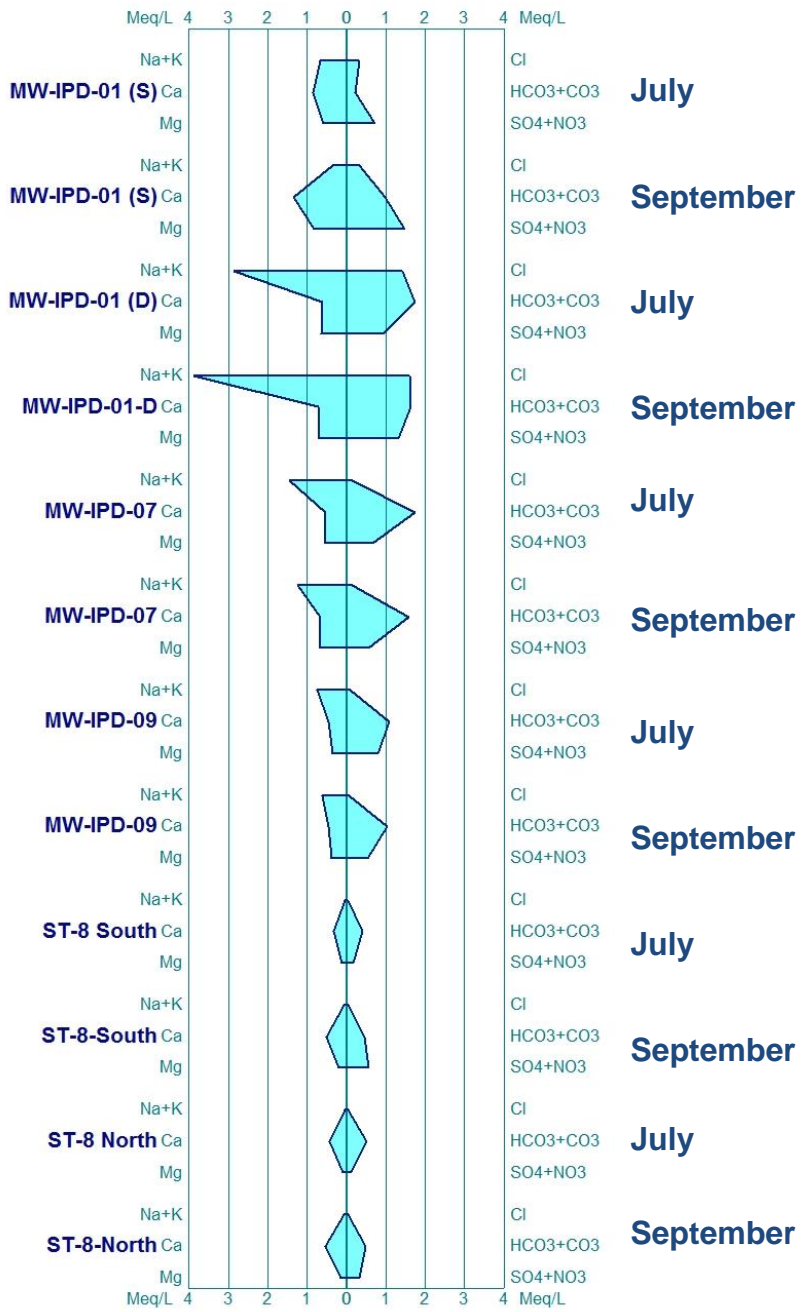 Meq/L 4 3 2 1 0 1 2 3 4 Meq/L
Na+K Cl
MW-IPD-01 (S) Ca HCO3+CO3 July
Mg SO4+NO3
Na+K Cl
MW-IPD-01 (S) Ca HCO3+CO3 September
Mg SO4+NO3
Na+K Cl
MW-IPD-01 (D) Ca HCO3+CO3 July
Mg SO4+NO3
Na+K Cl
MW-IPD-01-D Ca HCO3+CO3 September
Mg SO4+NO3
Na+K Cl
MW-IPD-07 Ca HCO3+CO3 July
Mg SO4+NO3
Na+K Cl
MW-IPD-07 Ca HCO3+CO3 September
Mg SO4+NO3
Na+K Cl
MW-IPD-09 Ca HCO3+CO3 July
Mg SO4+NO3
Na+K Cl
MW-IPD-09 Ca HCO3+CO3 September
Mg SO4+NO3
Na+K Cl
ST-8 South Ca HCO3+CO3 July
Mg SO4+NO3
Na+K Cl
ST-8-South Ca HCO3+CO3 September
Mg SO4+NO3
Na+K Cl
ST-8 North Ca HCO3+CO3 July
Mg SO4+NO3
Na+K Cl
ST-8-North Ca HCO3+CO3 September
Mg SO4+NO3
Meq/L 4 3 2 1 0 1 2 3 4 Meq/L